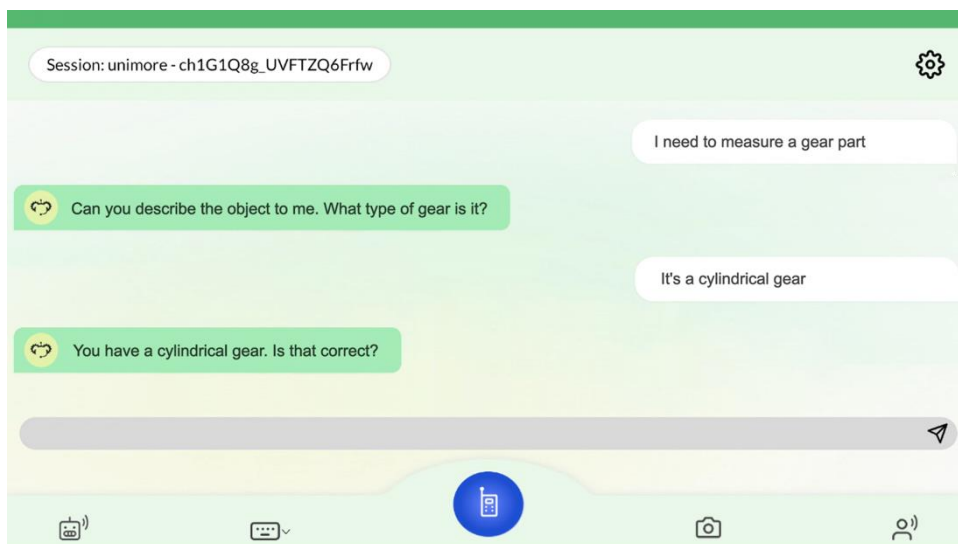 Session: unimore - ch1G1Q8g_UVFTZQ6Frfw
I need to measure a gear part
Can you describe the object to me. What type of gear is it?
It's a cylindrical gear
You have a cylindrical gear. Is that correct?